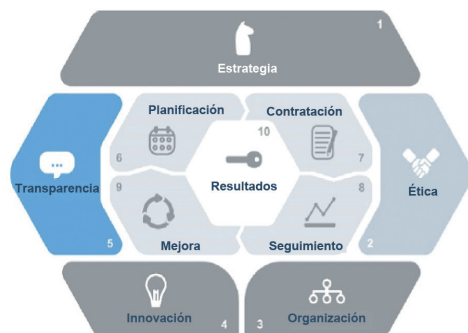 1
Estrategia
Planificación
Contratación
6
10
7
Transparencia
Resultados
Ética
9
8
5
Mejora
Seguimiento
2
Innovación
4
3
Organización